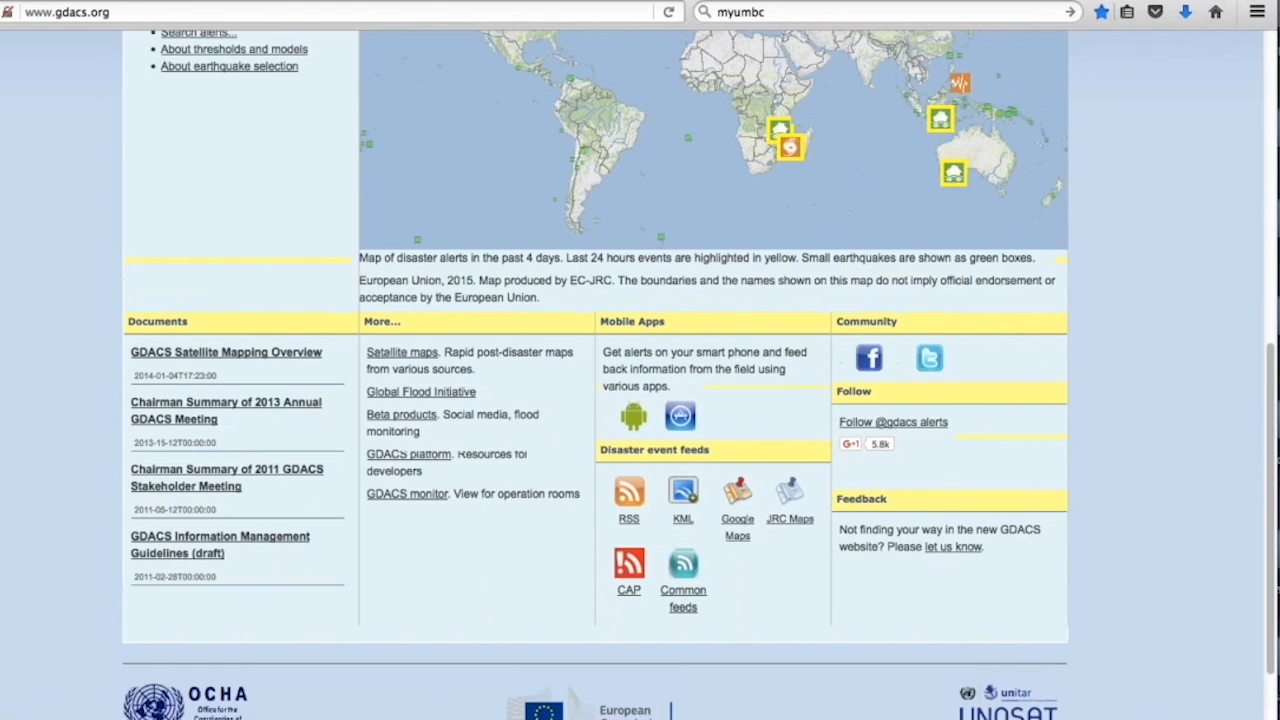 www.gdacs.org
myumbc
Search alerts...
About thresholds and models
About earthquake selection
Map of disaster alerts in the past 4 days. Last 24 hours events are highlighted in yellow. Small earthquakes are shown as green boxes.
European Union, 2015. Map produced by EC-JRC. The boundaries and the names shown on this map do not imply official endorsement or
acceptance by the European Union.
Documents
GDACS Satellite Mapping Overview
2014-01-04T17:23:00
Chairman Summary of 2013 Annual
GDACS Meeting
2013-15-12T00:00:00
Chairman Summary of 2011 GDACS
Stakeholder Meeting
2011-05-12T00:00:00
GDACS Information Management
Guidelines (draft)
2011-02-28T00:00:00
More...
Satellite maps. Rapid post-disaster maps
from various sources.
Global Flood Initiative
Beta products. Social media, flood
monitoring
GDACS platform. Resources for
developers
GDACS monitor. View for operation rooms
Mobile Apps
Get alerts on your smart phone and feed
back information from the field using
various apps.
Disaster event feeds
RSS
KML
Google
Maps
JRC Maps
CAP
Common
feeds
Community
Follow
Follow @gdacs alerts
G+1 5.8k
Feedback
Not finding your way in the new GDACS
website? Please let us know.
OCHA
Office for the
European
unitar
UNOSAT